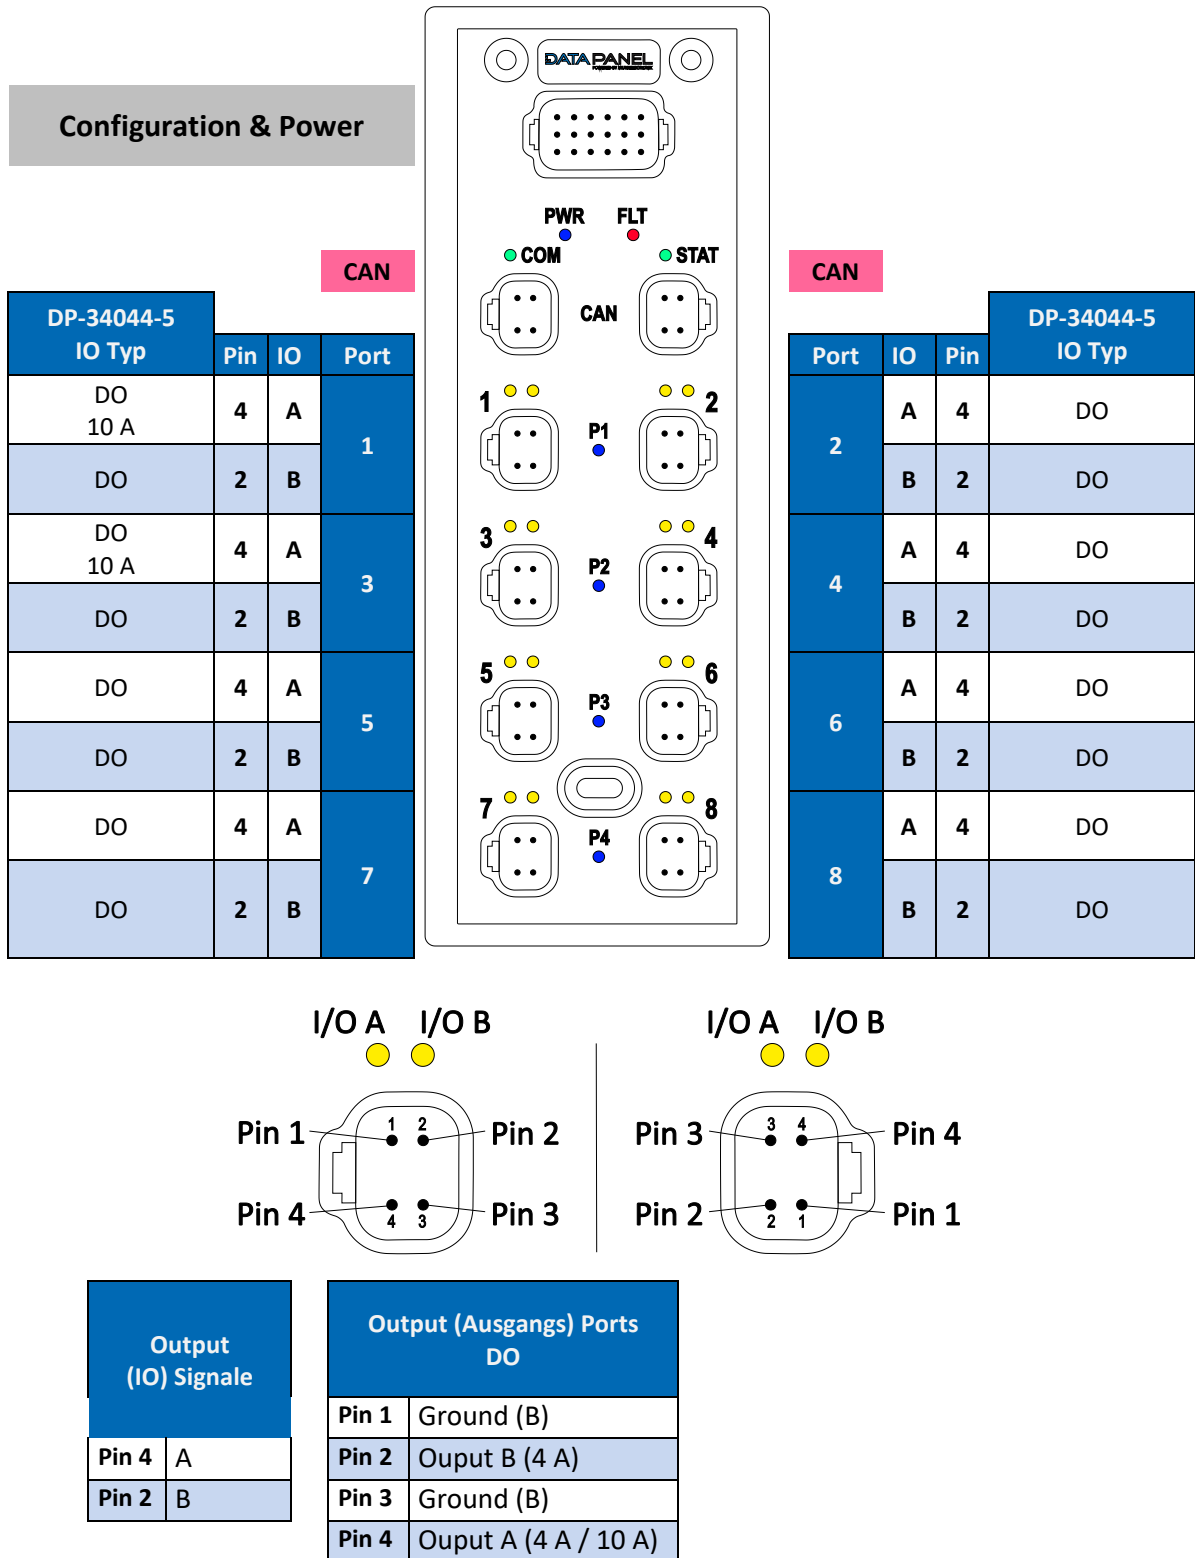 DATA PANEL
Configuration & Power
PWR FLT
COM STAT
CAN CAN
CAN
DP-34044-5
IO Typ Pin IO Port
Port IO Pin DP-34044-5
IO Typ
DO
10 A 4 A 1
DO 2 B
DO
10 A 4 A 3
DO 2 B
DO 4 A 5
DO 2 B
DO 4 A 7
DO 2 B
1 2
P1
3 4
P2
5 6
P3
7 8
P4
2 A 4 DO
B 2 DO
4 A 4 DO
B 2 DO
6 A 4 DO
B 2 DO
8 A 4 DO
B 2 DO
I/O A I/O B
Pin 1 1 2 Pin 2
Pin 4 4 3 Pin 3
I/O A I/O B
Pin 3 3 4 Pin 4
Pin 2 2 1 Pin 1
Output
(IO) Signale
Pin 4 A
Pin 2 B
Output (Ausgangs) Ports
DO
Pin 1 Ground (B)
Pin 2 Ouput B (4 A)
Pin 3 Ground (B)
Pin 4 Ouput A (4 A / 10 A)